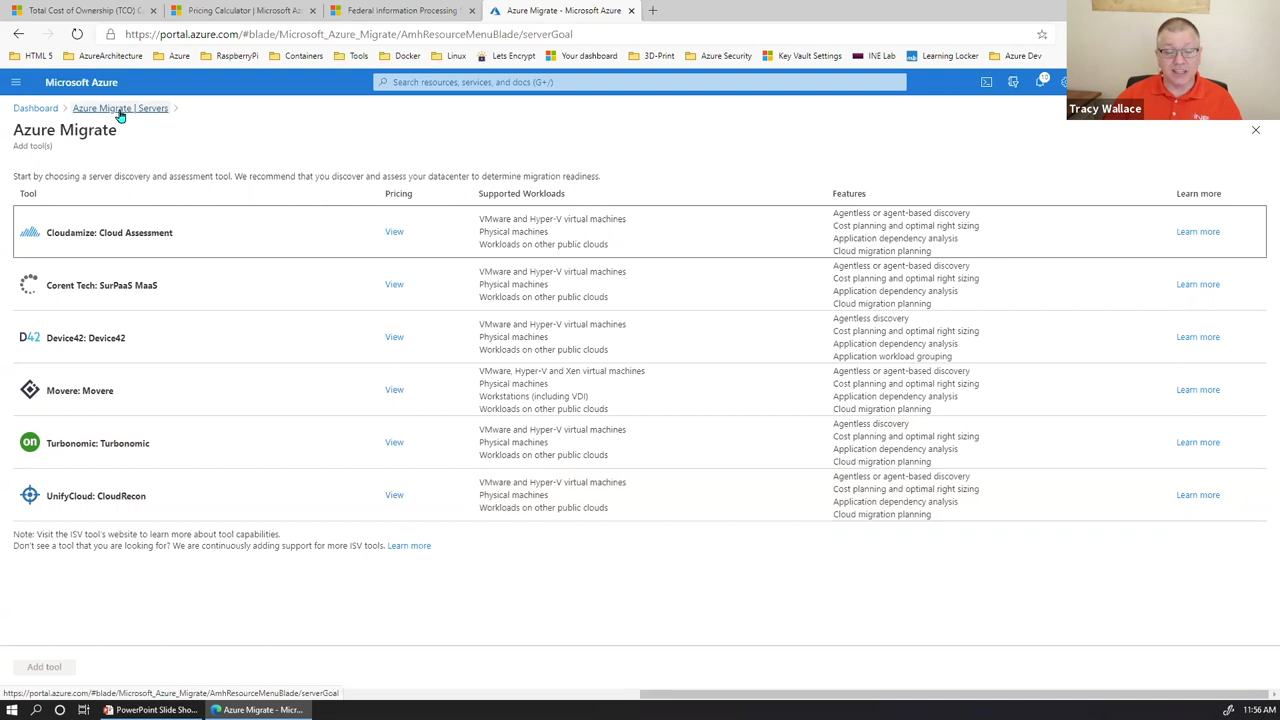 Total Cost of Ownership (TCO) C
Pricing Calculator | Microsoft Az
Federal Information Processing
Azure Migrate - Microsoft Azure
https://portal.azure.com/#blade/Microsoft_Azure_Migrate/AmhResourceMenuBlade/serverGoal
HTML 5
AzureArchitecture
Azure
RaspberryPi
Containers
Tools
Docker
Linux
Lets Encrypt
Your dashboard
3D-Print
Azure Security
Key Vault Settings
INE Lab
Learning Locker
Azure Dev
Microsoft Azure
Search resources, services, and docs (G+/)
10
Tracy Wallace
Dashboard > Azure Migrate | Servers >
Azure Migrate
Add tool(s)
Start by choosing a server discovery and assessment tool. We recommend that you discover and assess your datacenter to determine migration readiness.
Tool Pricing Supported Workloads Features Learn more
Cloudamize: Cloud Assessment
View
VMware and Hyper-V virtual machines
Physical machines
Workloads on other public clouds
Agentless or agent-based discovery
Cost planning and optimal right sizing
Application dependency analysis
Cloud migration planning
Learn more
Corent Tech: SurPaaS MaaS
View
VMware and Hyper-V virtual machines
Physical machines
Workloads on other public clouds
Agentless or agent-based discovery
Cost planning and optimal right sizing
Application dependency analysis
Cloud migration planning
Learn more
D42
Device42: Device42
View
VMware and Hyper-V virtual machines
Physical machines
Workloads on other public clouds
Agentless discovery
Cost planning and optimal right sizing
Application dependency analysis
Application workload grouping
Learn more
Movere: Movere
View
VMware, Hyper-V and Xen virtual machines
Physical machines
Workstations (including VDI)
Workloads on other public clouds
Agentless or agent-based discovery
Cost planning and optimal right sizing
Application dependency analysis
Cloud migration planning
Learn more
on
Turbonomic: Turbonomic
View
VMware and Hyper-V virtual machines
Physical machines
Workloads on other public clouds
Agentless discovery
Cost planning and optimal right sizing
Application dependency analysis
Cloud migration planning
Learn more
UnifyCloud: CloudRecon
View
VMware and Hyper-V virtual machines
Physical machines
Workloads on other public clouds
Agentless or agent-based discovery
Cost planning and optimal right sizing
Application dependency analysis
Cloud migration planning
Learn more
Note: Visit the ISV tool's website to learn more about tool capabilities.
Don't see a tool that you are looking for? We are continuously adding support for more ISV tools. Learn more
Add tool
https://portal.azure.com/#blade/Microsoft_Azure_Migrate/AmhResourceMenuBlade/serverGoal
PowerPoint Slide Sho...
Azure Migrate - Micr...
11:56 AM